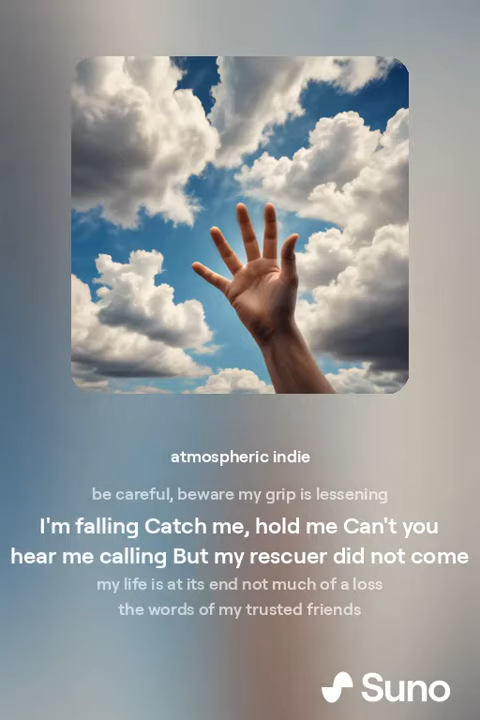 atmospheric indie
be careful, beware my grip is lessening
I'm falling Catch me, hold me Can't you
hear me calling But my rescuer did not come
my life is at its end not much of a loss
the words of my trusted friends
Suno